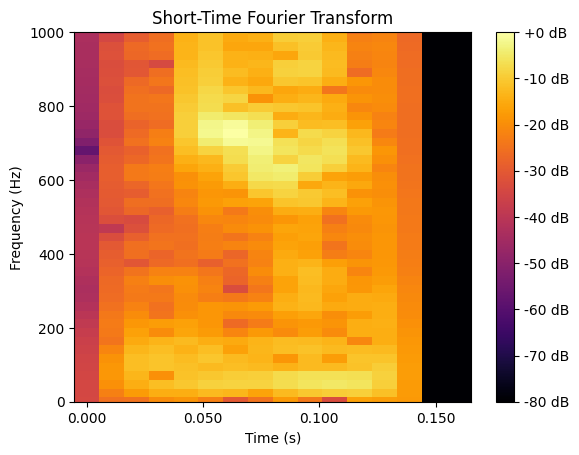 Short-Time Fourier Transform
Frequency (Hz)
1000
800
600
400
200
0
0.000
0.050
0.100
0.150
Time (s)
+0 dB
-10 dB
-20 dB
-30 dB
-40 dB
-50 dB
-60 dB
-70 dB
-80 dB